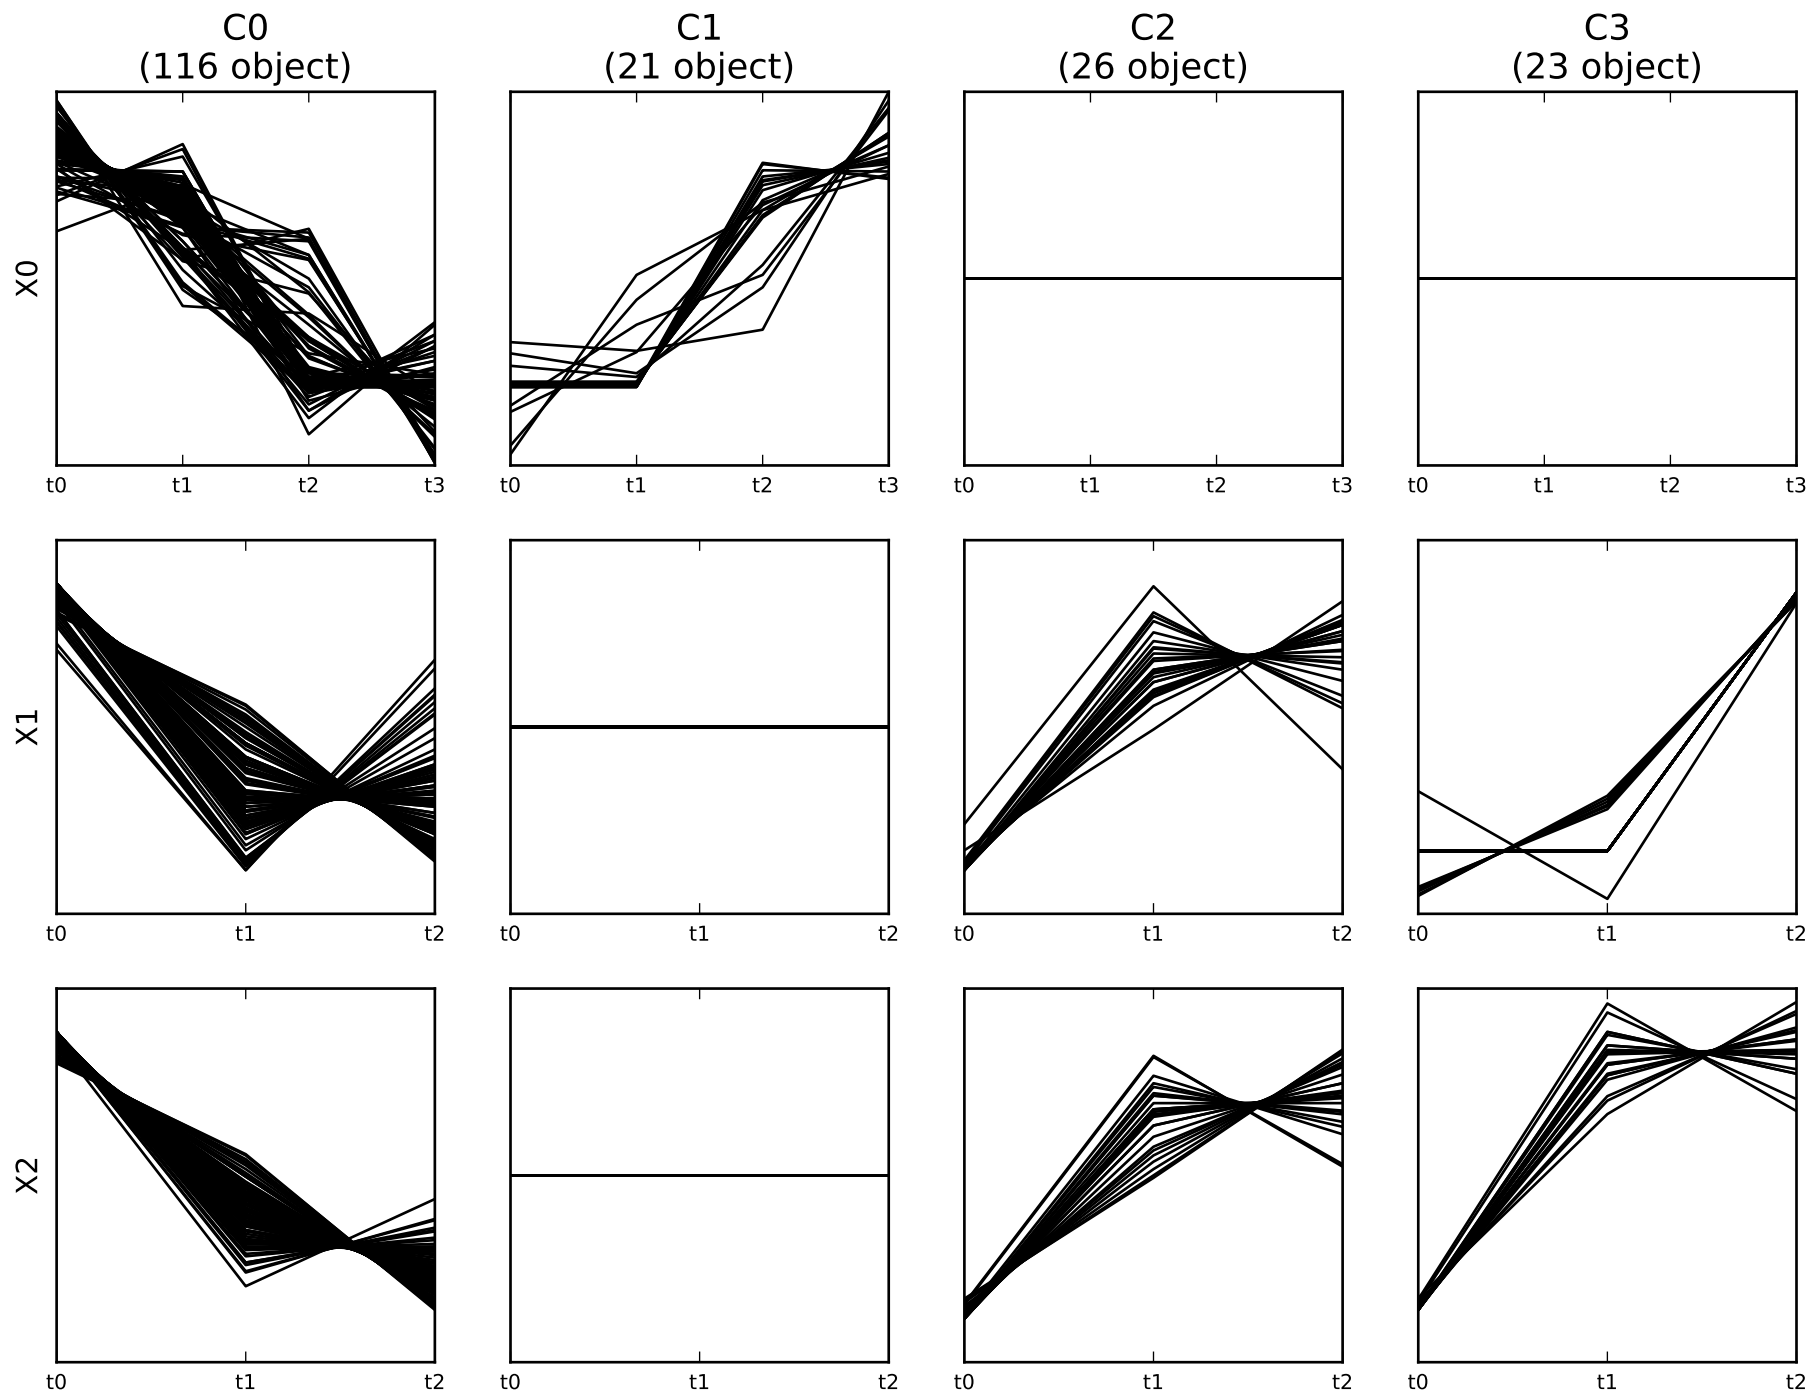 C0
(116 object)
C1
(21 object)
C2
(26 object)
C3
(23 object)
X0
t0 t1 t2 t3
t0 t1 t2 t3
t0 t1 t2 t3
t0 t1 t2 t3
X1
t0 t1 t2
t0 t1 t2
t0 t1 t2
t0 t1 t2
X2
t0 t1 t2
t0 t1 t2
t0 t1 t2
t0 t1 t2